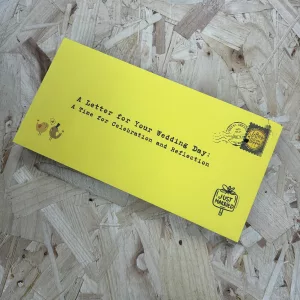 A Letter for Your Wedding Day:
A Time for Celebration and Reflection
JUST
MARRIED